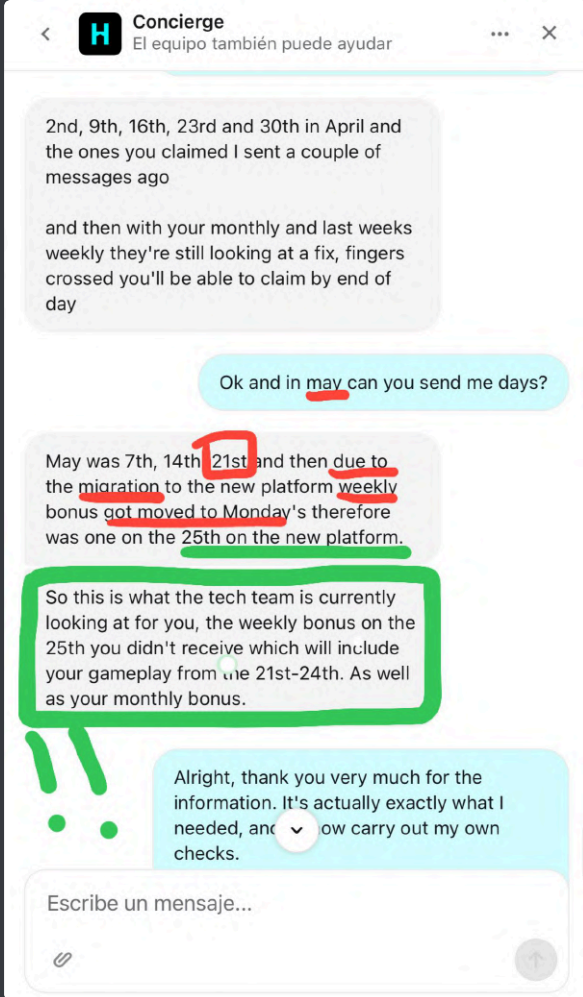 H
Concierge
El equipo también puede ayudar
2nd, 9th, 16th, 23rd and 30th in April and
the ones you claimed I sent a couple of
messages ago
and then with your monthly and last weeks
weekly they're still looking at a fix, fingers
crossed you'll be able to claim by end of
day
Ok and in may can you send me days?
May was 7th, 14th 21st and then due to
the migration to the new platform weekly
bonus got moved to Monday's therefore
was one on the 25th on the new platform.
So this is what the tech team is currently
looking at for you, the weekly bonus on the
25th you didn't receive which will include
your gameplay from the 21st-24th. As well
as your monthly bonus.
!!
Alright, thank you very much for the
information. It's actually exactly what I
needed, carry out my own
checks.
Escribe un mensaje...